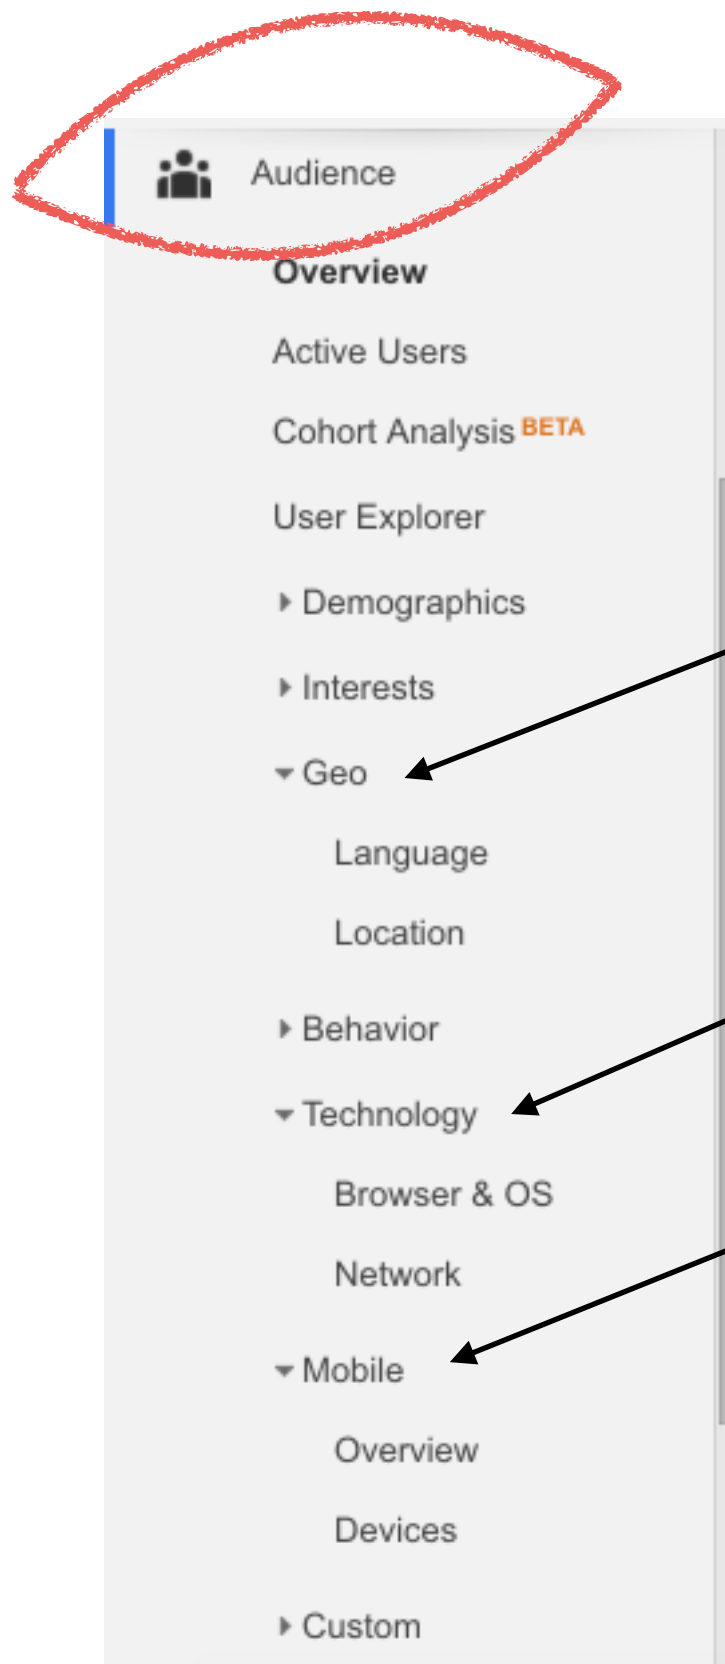 Audience
Overview
Active Users
Cohort Analysis BETA
User Explorer
Demographics
Interests
Geo
Language
Location
Behavior
Technology
Browser & OS
Network
Mobile
Overview
Devices
Custom